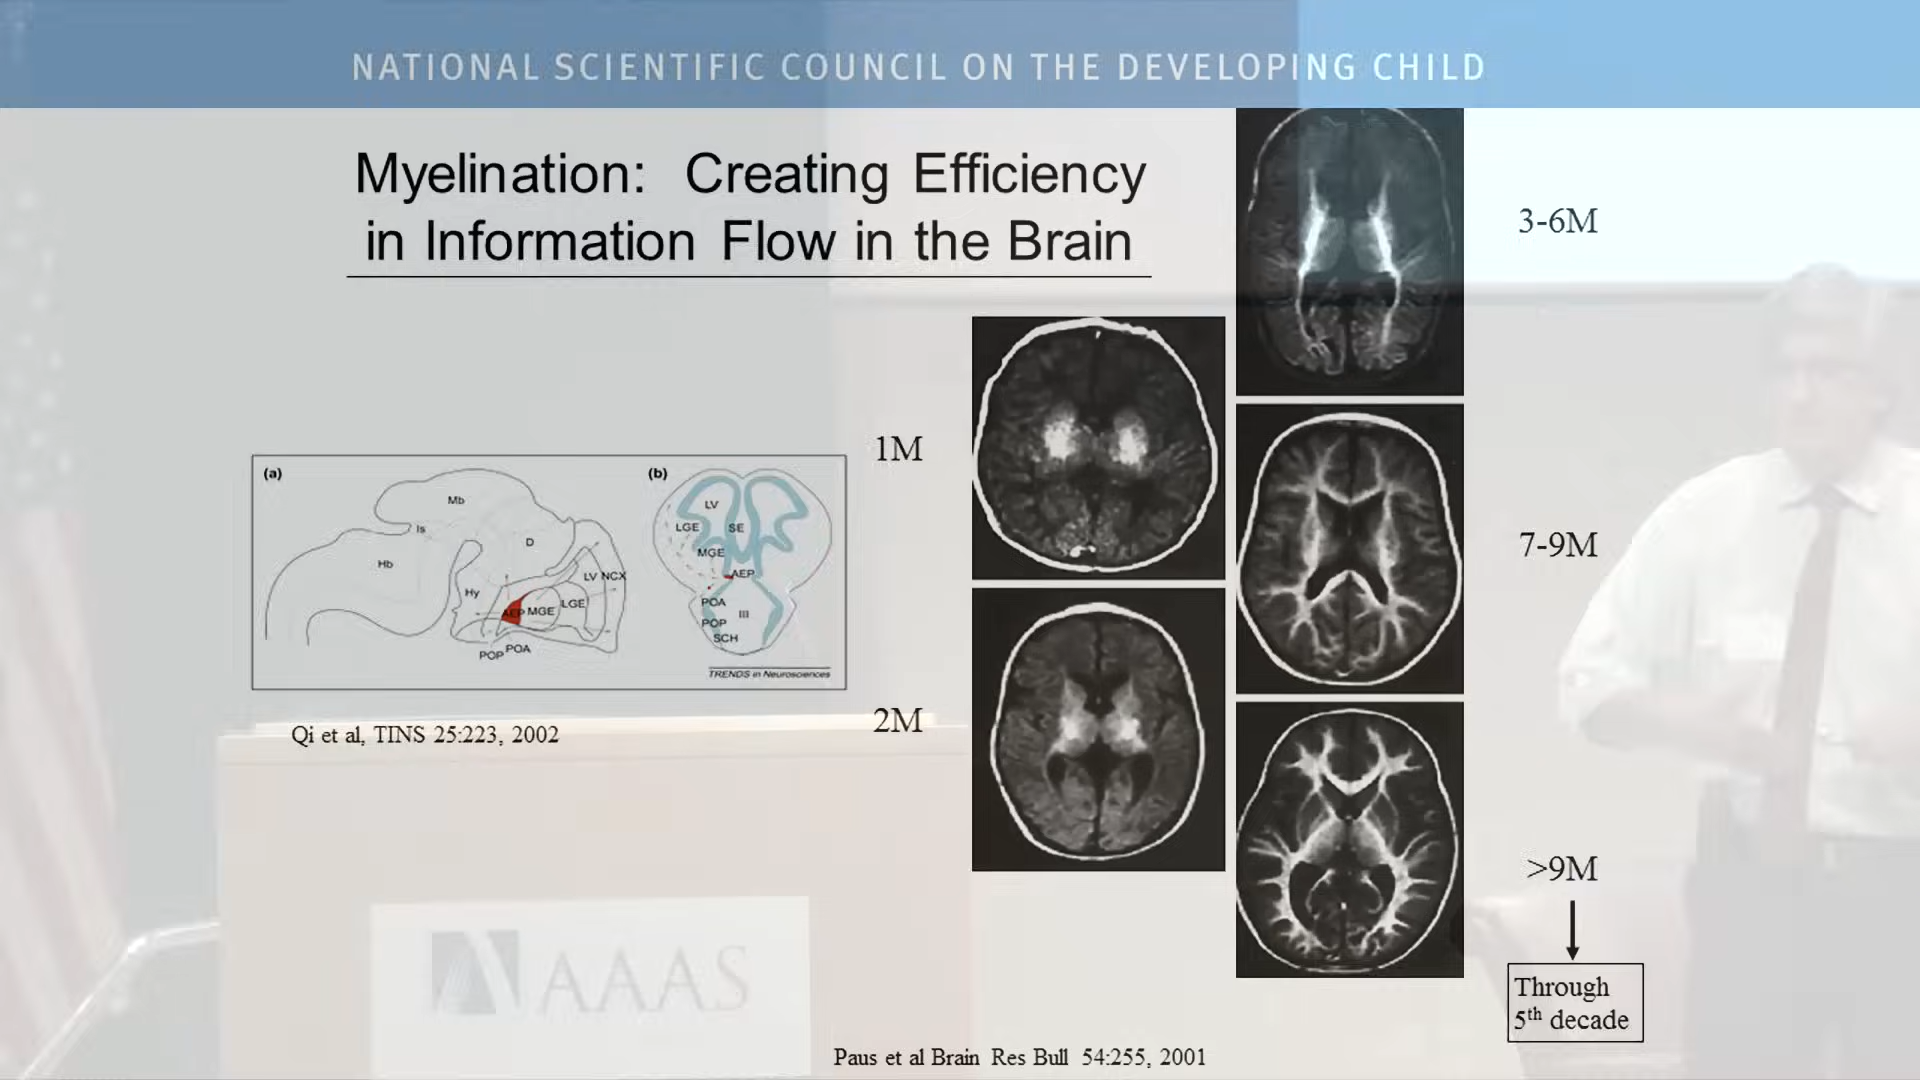 NATIONAL SCIENTIFIC COUNCIL ON THE DEVELOPING CHILD
Myelination: Creating Efficiency
in Information Flow in the Brain
3-6M
1M
7-9M
2M
>9M
Through
5th decade
(a)
Mb
Is
D
Hb
Hy
LV NCX
AEP MGE LGE
POP POA
(b)
LV
LGE SE
MGE
AEP
POA
III
POP
SCH
TRENDS in Neurosciences
Qi et al, TINS 25:223, 2002
AAAS
Paus et al Brain Res Bull 54:255, 2001